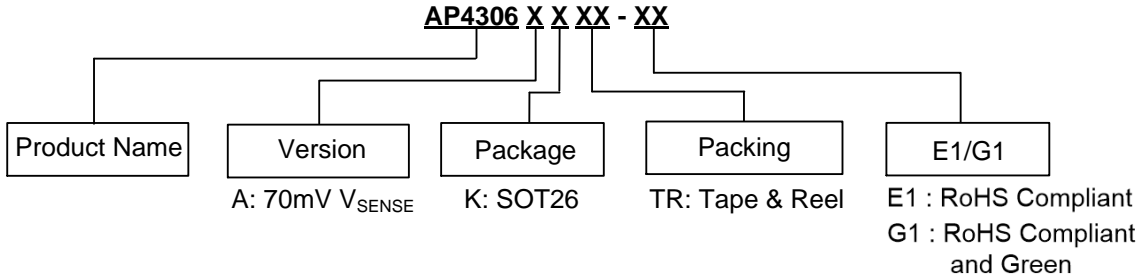 AP4306 X X XX - XX
Product Name
Version
Package
Packing
E1/G1
A: 70mV VSENSE
K: SOT26
TR: Tape & Reel
E1 : RoHS Compliant
G1 : RoHS Compliant
and Green